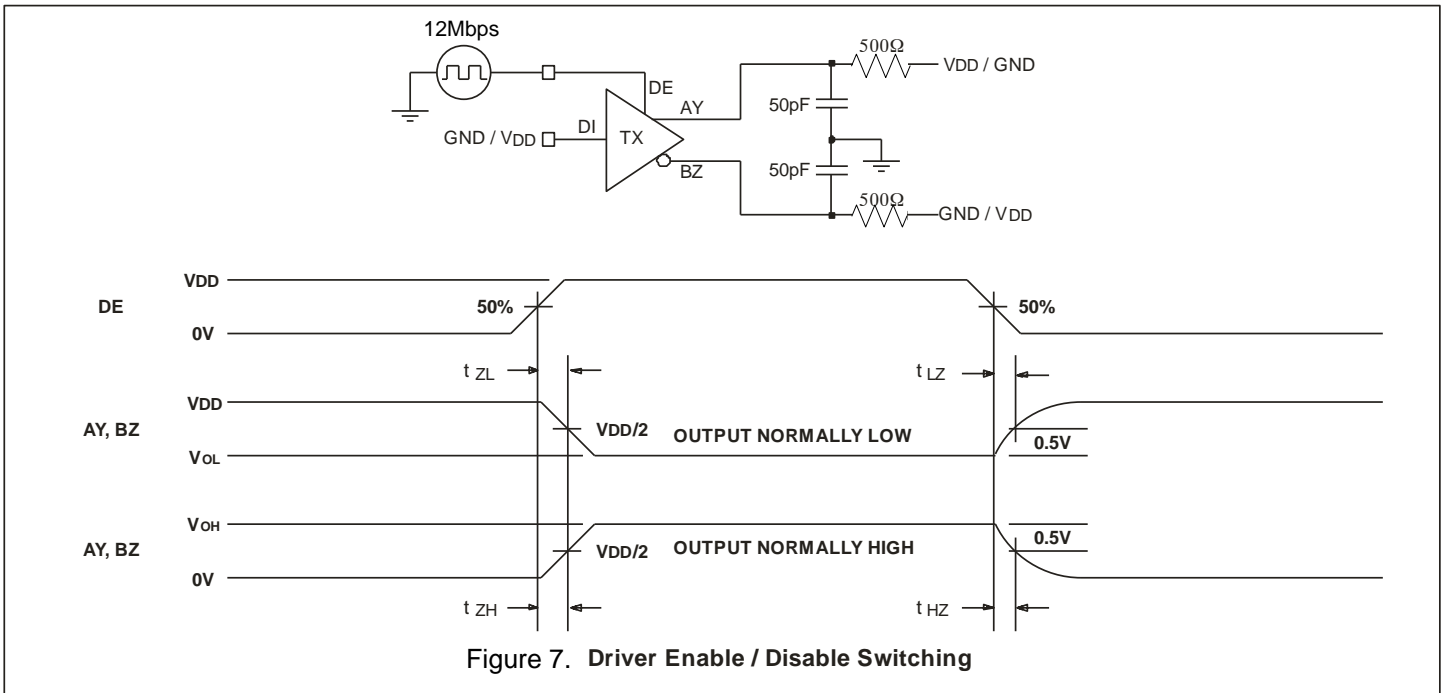 12Mbps
500Ω
VDD / GND
DE
AY
50pF
GND / VDD
DI
TX
BZ
50pF
500Ω
GND / VDD
VDD
DE
50%
50%
0V
t ZL
t LZ
VDD
AY, BZ
VDD/2
OUTPUT NORMALLY LOW
0.5V
VOL
VOH
AY, BZ
VDD/2
OUTPUT NORMALLY HIGH
0.5V
0V
t ZH
t HZ
Figure 7. Driver Enable / Disable Switching